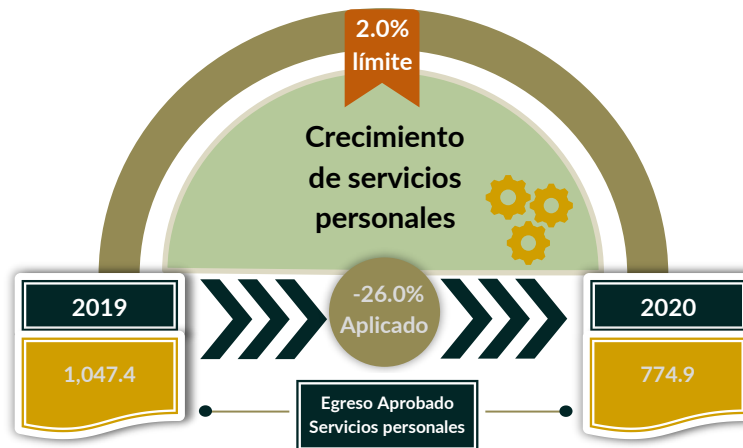 2.0%
límite
Crecimiento
de servicios
personales
2019
-26.0%
Aplicado
2020
1,047.4
774.9
Egreso Aprobado
Servicios personales